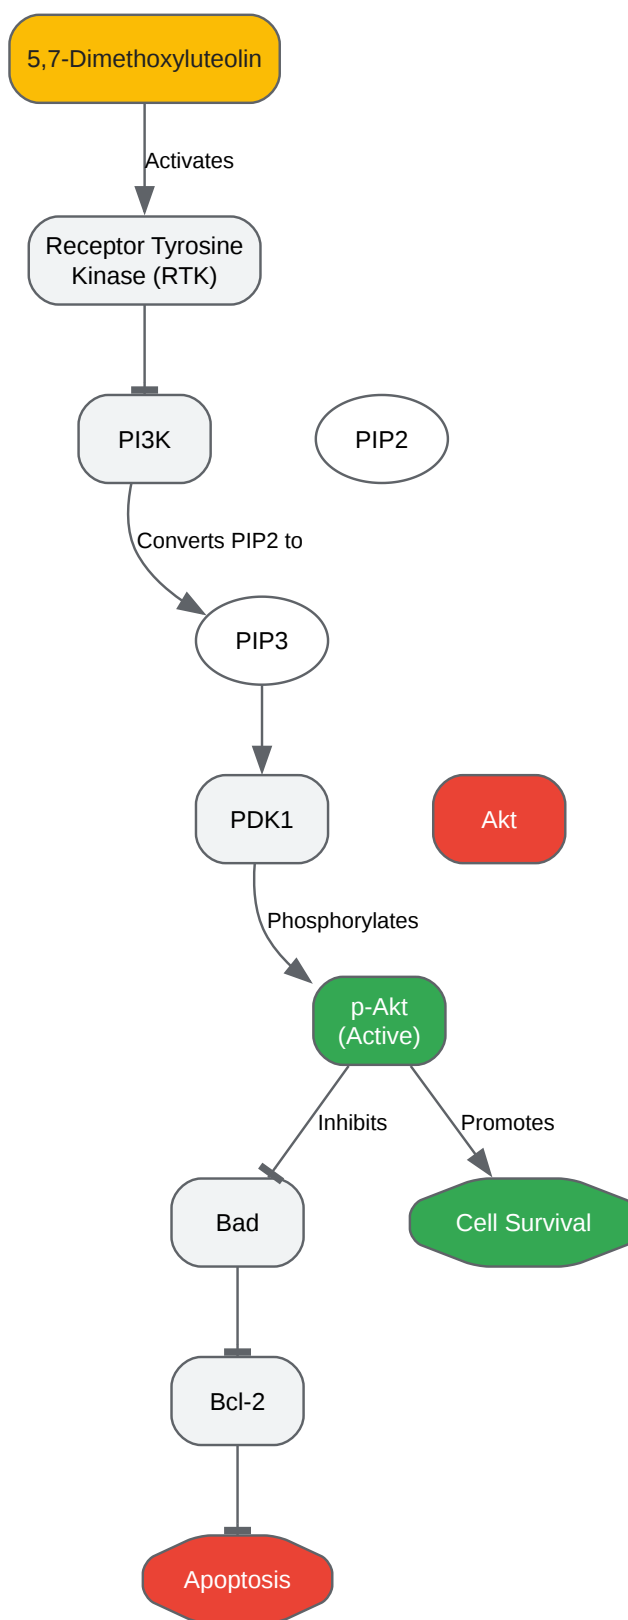 5,7-Dimethoxyluteolin
Activates
Receptor Tyrosine
Kinase (RTK)
PI3K
PIP2
Converts PIP2 to
PIP3
PDK1
Akt
Phosphorylates
p-Akt
(Active)
Inhibits
Promotes
Bad
Cell Survival
Bcl-2
Apoptosis